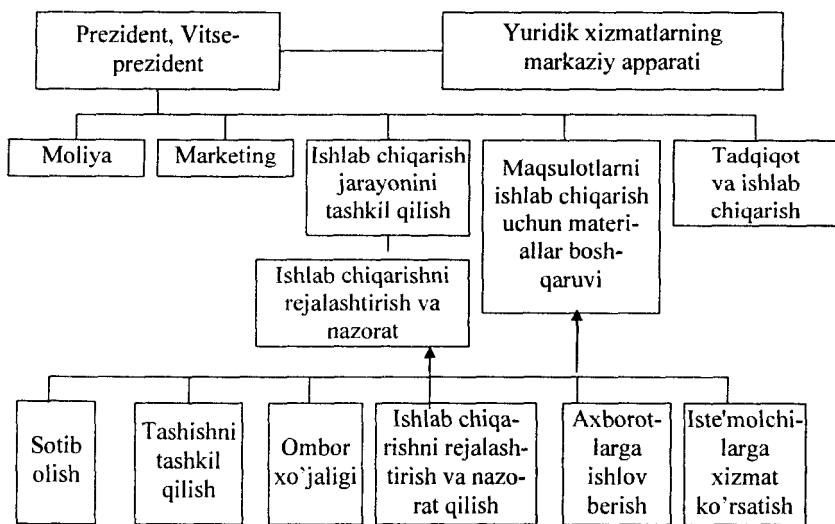 Prezident, Vitse-
prezident
Yuridik xizmatlarning
markaziy apparati
Moliya
Marketing
Ishlab chiqarish
jarayonini
tashkil qilish
Maqsulotlarni
ishlab chiqarish
uchun materi-
allar bosh-
qaruvi
Tadqiqot
va ishlab
chiqarish
Ishlab chiqarishni
rejalashtirish va
nazorat
Sotib
olish
Tashishni
tashkil
qilish
Ombor
xo`jaligi
Ishlab chiqa-
rishni rejalash-
tirish va nazo-
rat qilish
Axborot-
larga
ishlov
berish
Iste'molchi-
larga
xizmat
ko'rsatish